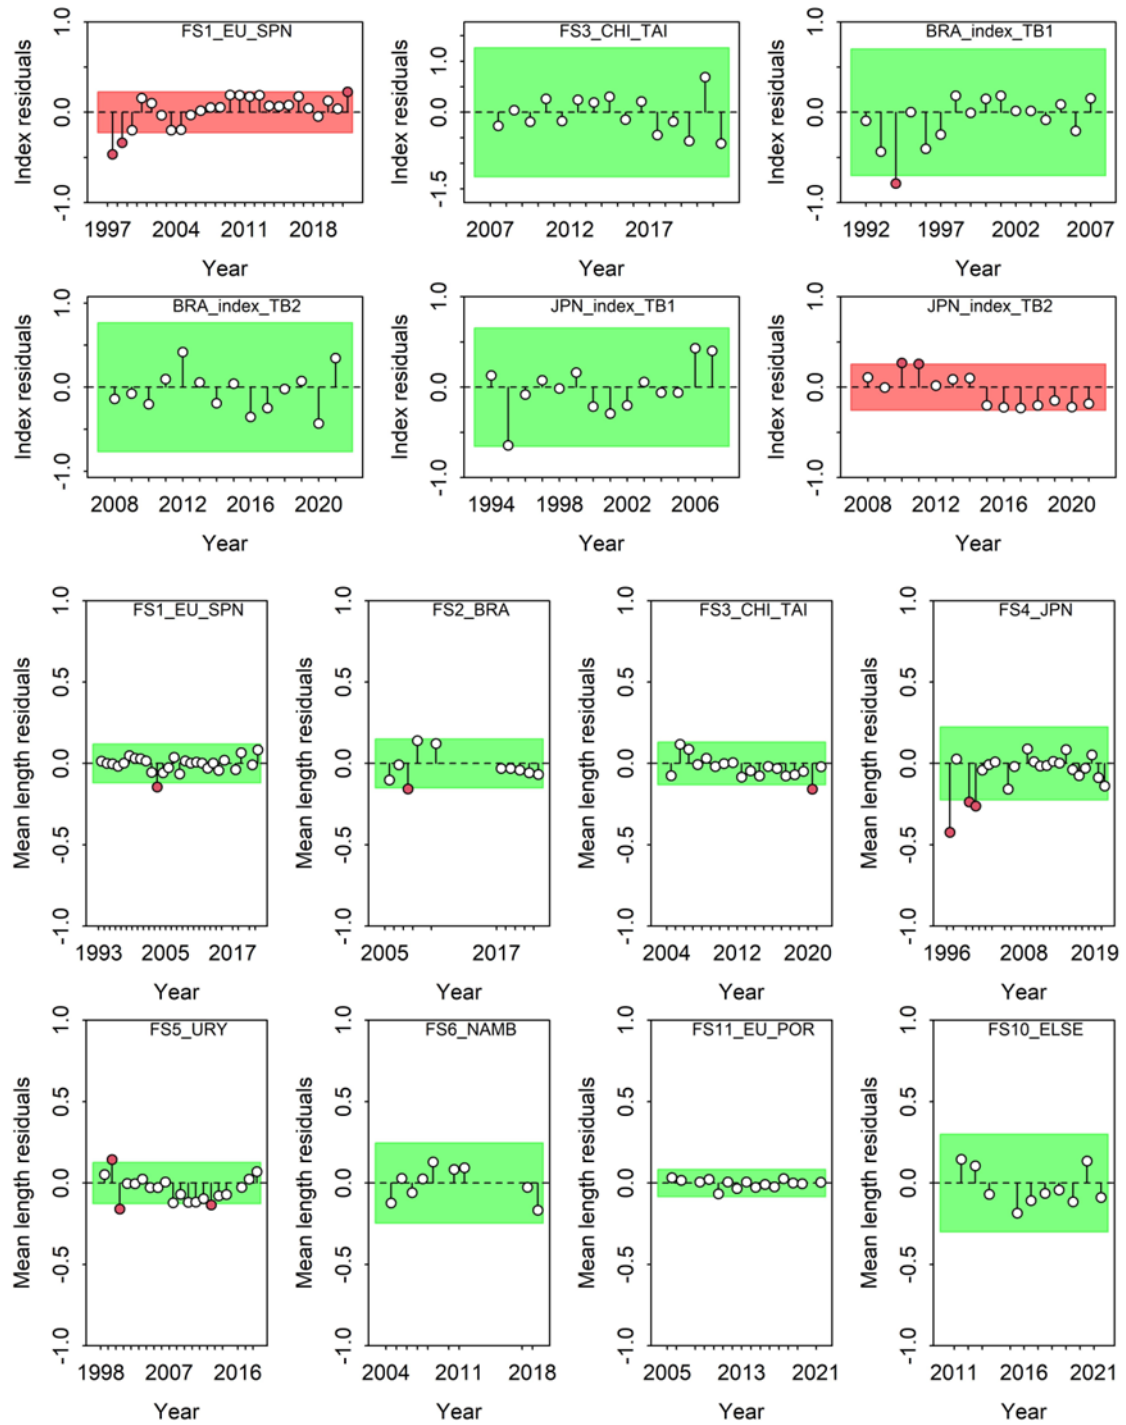 FS1_EU_SPN
Index residuals
1.0
0.0
-1.0
1997 2004 2011 2018
Year
FS3_CHI_TAI
Index residuals
1.0
0.0
-1.5
2007 2012 2017
Year
BRA_index_TB1
Index residuals
1.0
0.0
-1.0
1992 1997 2002 2007
Year
BRA_index_TB2
Index residuals
1.0
0.0
-1.0
2008 2012 2016 2020
Year
JPN_index_TB1
Index residuals
1.0
0.0
-1.0
1994 1998 2002 2006
Year
JPN_index_TB2
Index residuals
1.0
0.0
-1.0
2008 2012 2016 2020
Year
FS1_EU_SPN
Mean length residuals
1.0
0.5
0.0
-0.5
-1.0
1993 2005 2017
Year
FS2_BRA
Mean length residuals
1.0
0.5
0.0
-0.5
-1.0
2005 2017
Year
FS3_CHI_TAI
Mean length residuals
1.0
0.5
0.0
-0.5
-1.0
2004 2012 2020
Year
FS4_JPN
Mean length residuals
1.0
0.5
0.0
-0.5
-1.0
1996 2008 2019
Year
FS5_URY
Mean length residuals
1.0
0.5
0.0
-0.5
-1.0
1998 2007 2016
Year
FS6_NAMB
Mean length residuals
1.0
0.5
0.0
-0.5
-1.0
2004 2011 2018
Year
FS11_EU_POR
Mean length residuals
1.0
0.5
0.0
-0.5
-1.0
2005 2013 2021
Year
FS10_ELSE
Mean length residuals
1.0
0.5
0.0
-0.5
-1.0
2011 2016 2021
Year